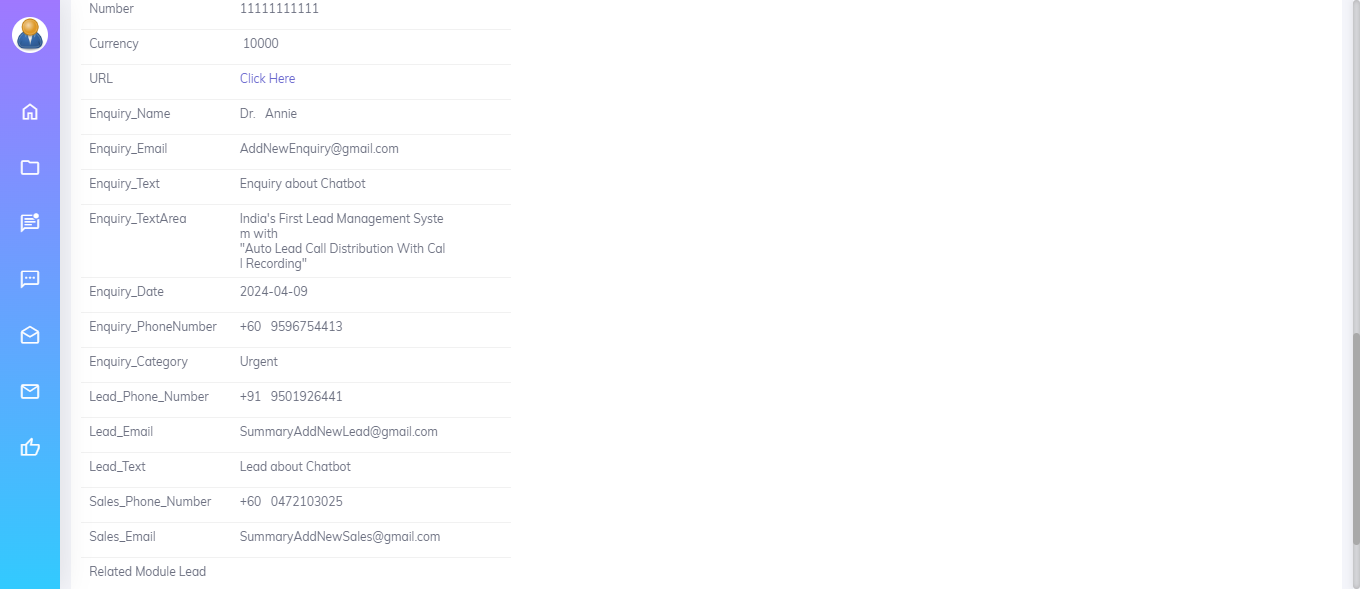 Number 11111111111
Currency 10000
URL Click Here
Enquiry_Name Dr. Annie
Enquiry_Email AddNewEnquiry@gmail.com
Enquiry_Text Enquiry about Chatbot
Enquiry_TextArea India's First Lead Management Syste
m with
"Auto Lead Call Distribution With Cal
l Recording"
Enquiry_Date 2024-04-09
Enquiry_PhoneNumber +60 9596754413
Enquiry_Category Urgent
Lead_Phone_Number +91 9501926441
Lead_Email SummaryAddNewLead@gmail.com
Lead_Text Lead about Chatbot
Sales_Phone_Number +60 0472103025
Sales_Email SummaryAddNewSales@gmail.com
Related Module Lead